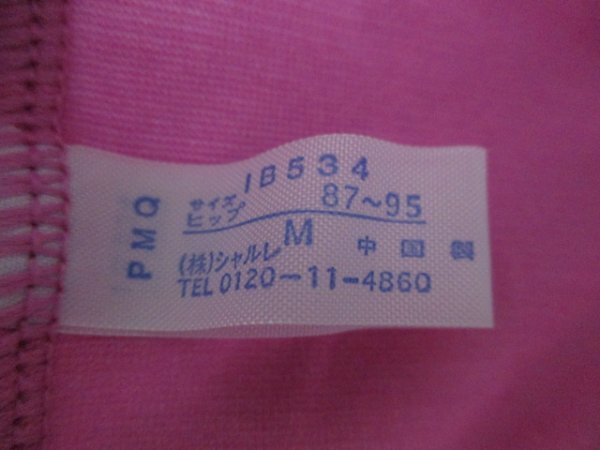 PMQ
IB534
サイズ
ヒップ 87~95
M
(株)シャルレ 中国製
TEL 0120-11-4860